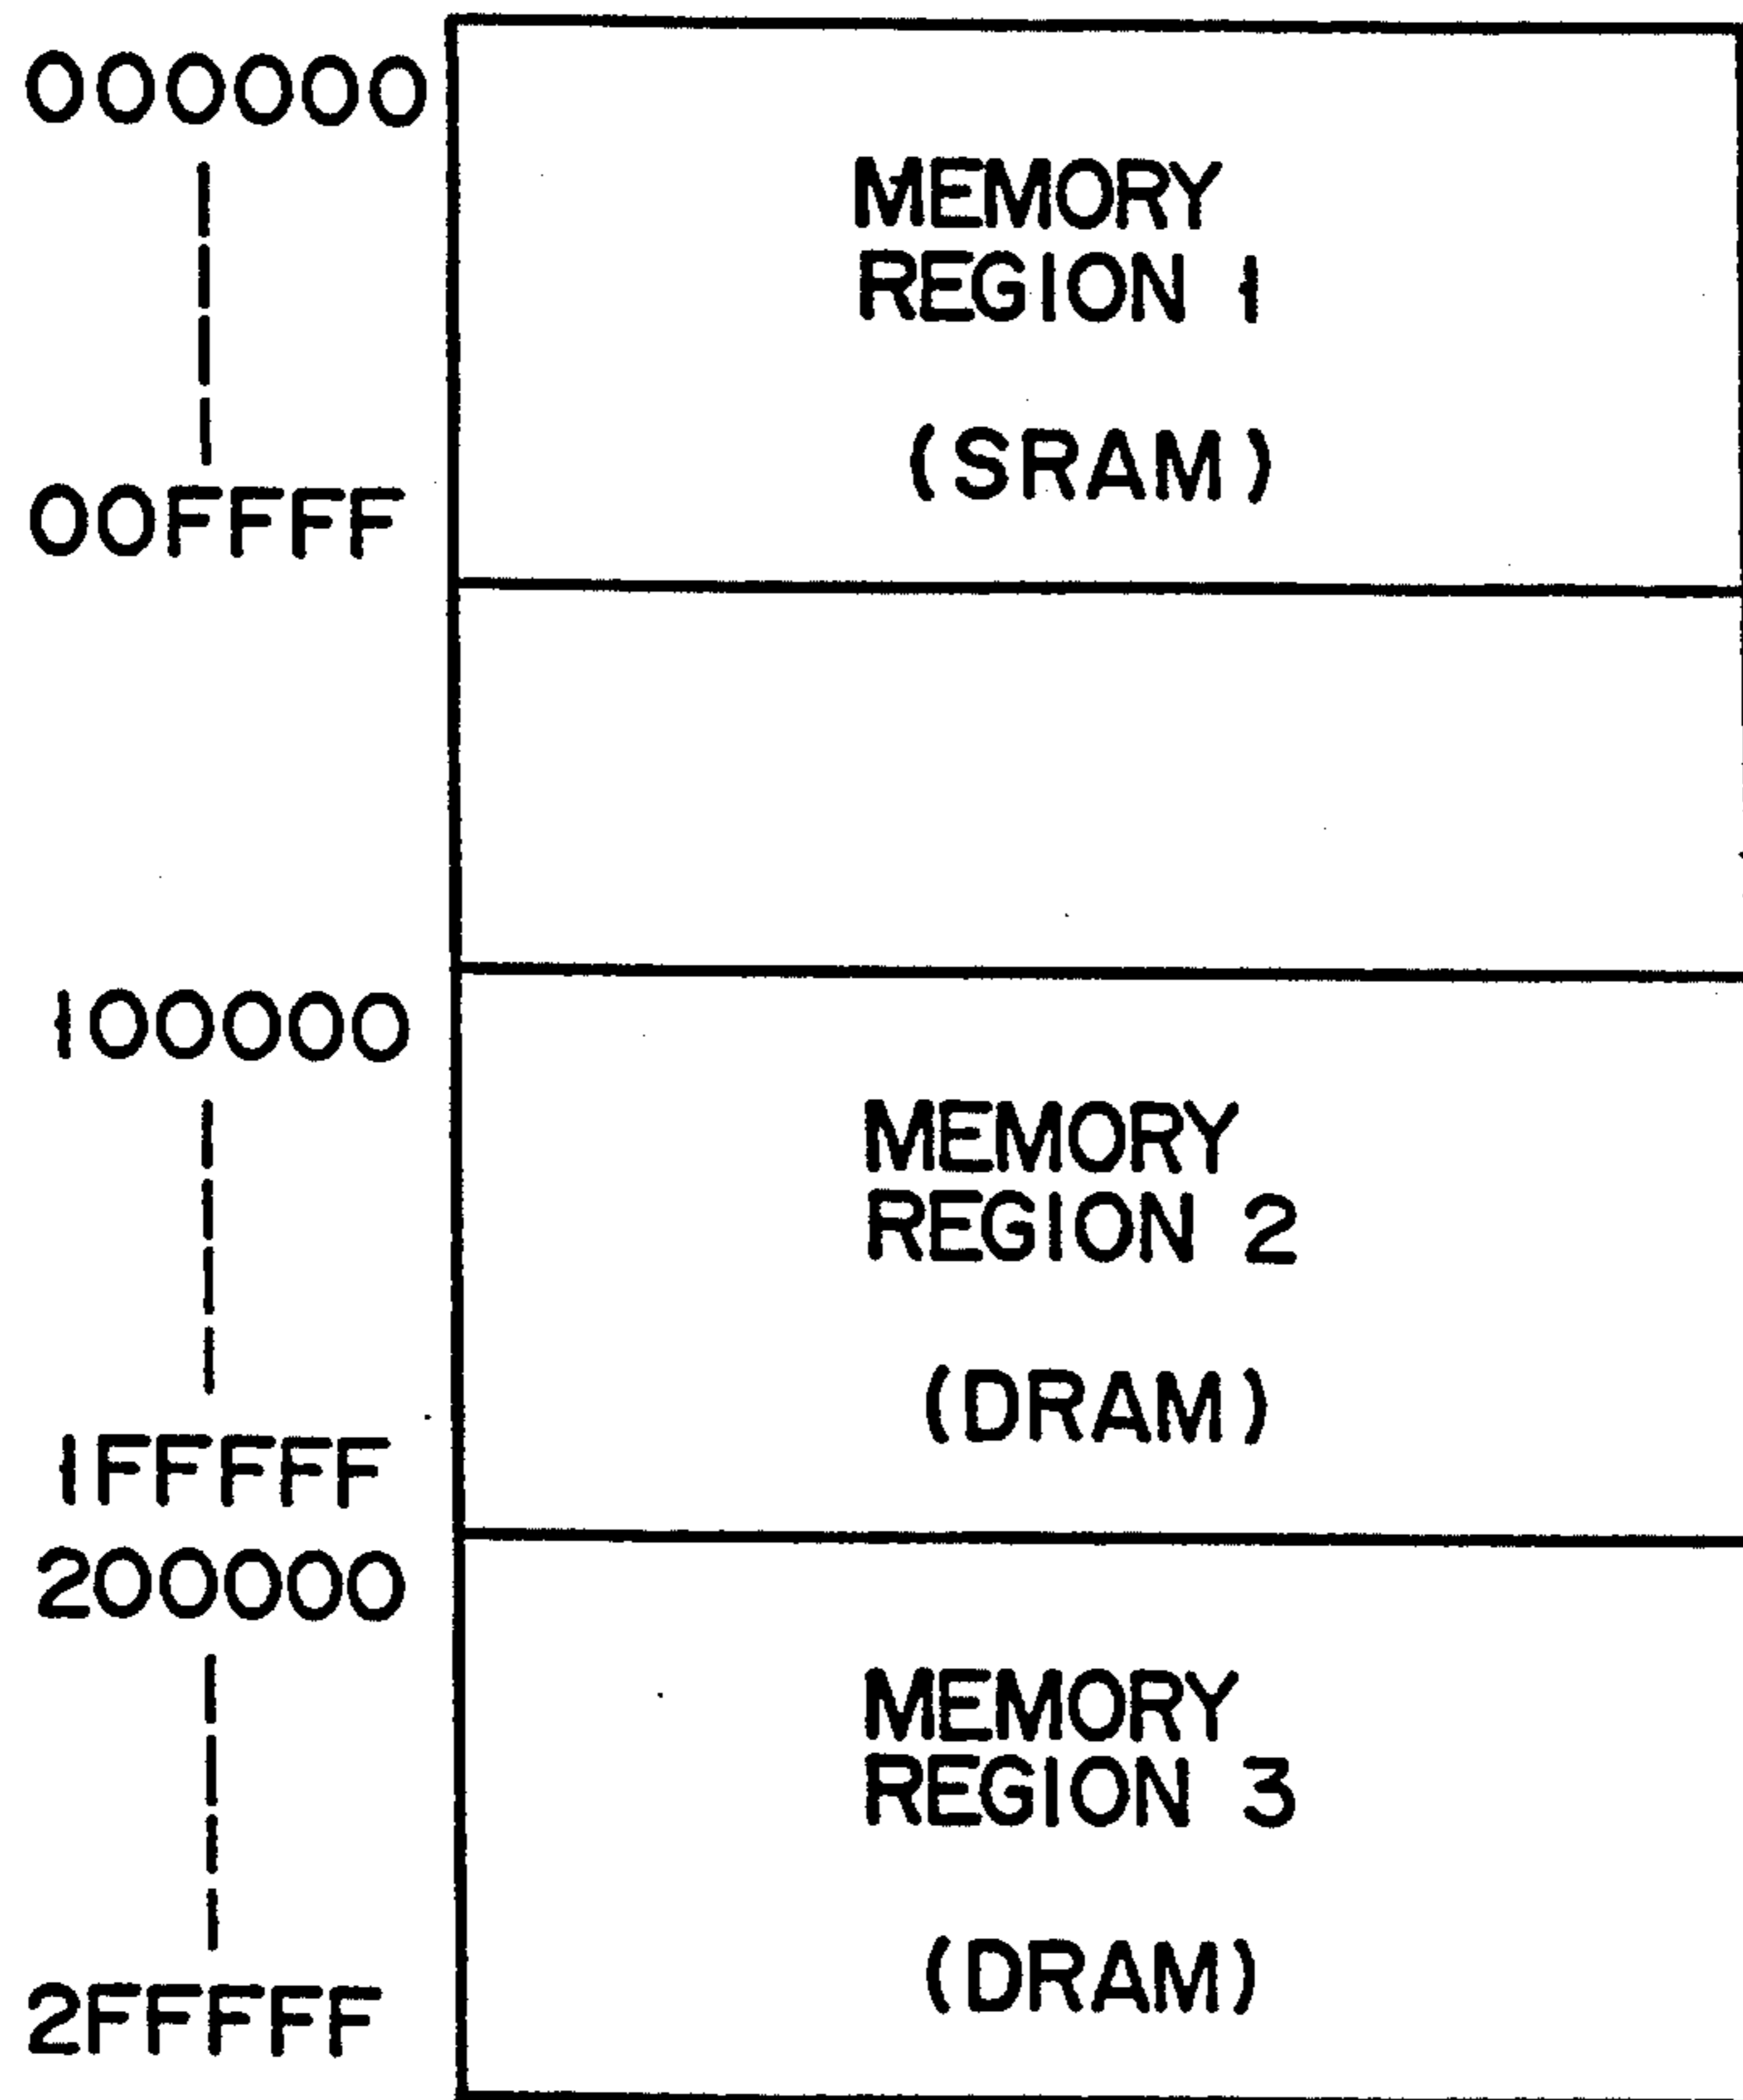 000000
MEMORY
REGION 1
(SRAM)
00FFFF
100000
MEMORY
REGION 2
(DRAM)
1FFFFF
200000
MEMORY
REGION 3
(DRAM)
2FFFFF